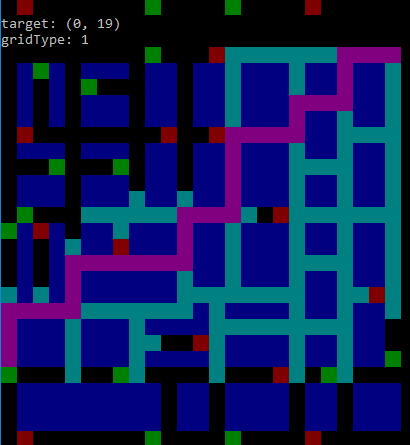 target: (0, 19)
gridType: 1